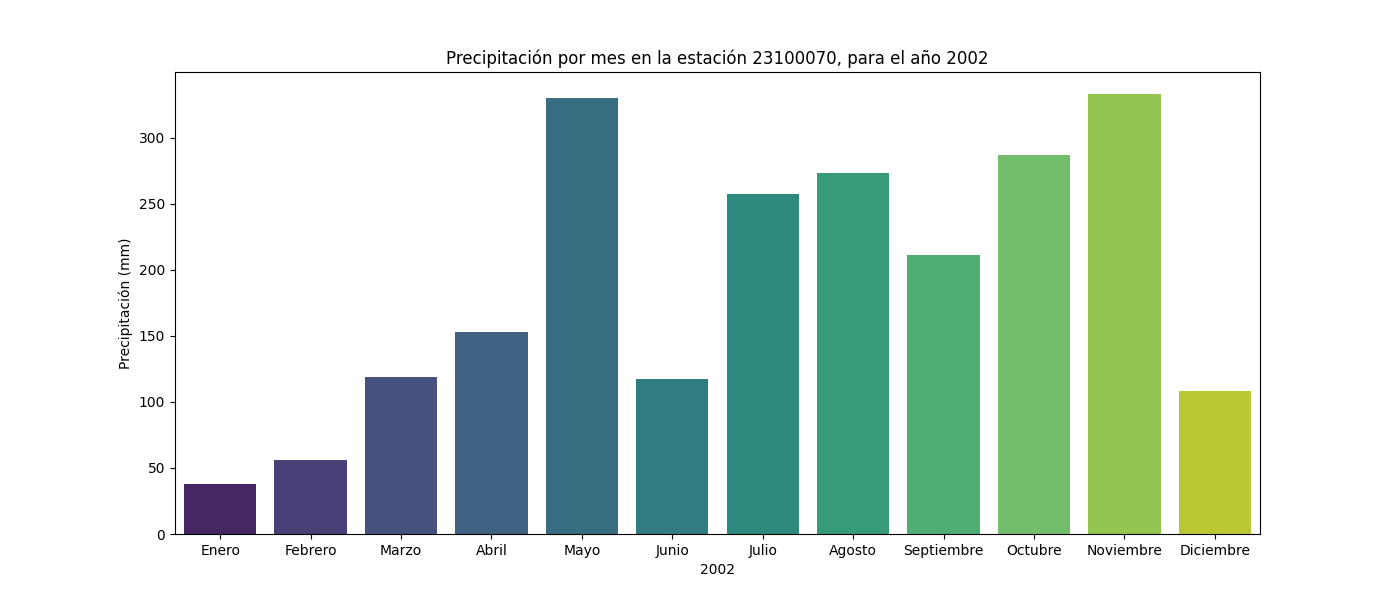 Precipitación por mes en la estación 23100070, para el año 2002
Precipitación (mm)
300
250
200
150
100
50
0
Enero Febrero Marzo Abril Mayo Junio Julio Agosto Septiembre Octubre Noviembre Diciembre
2002